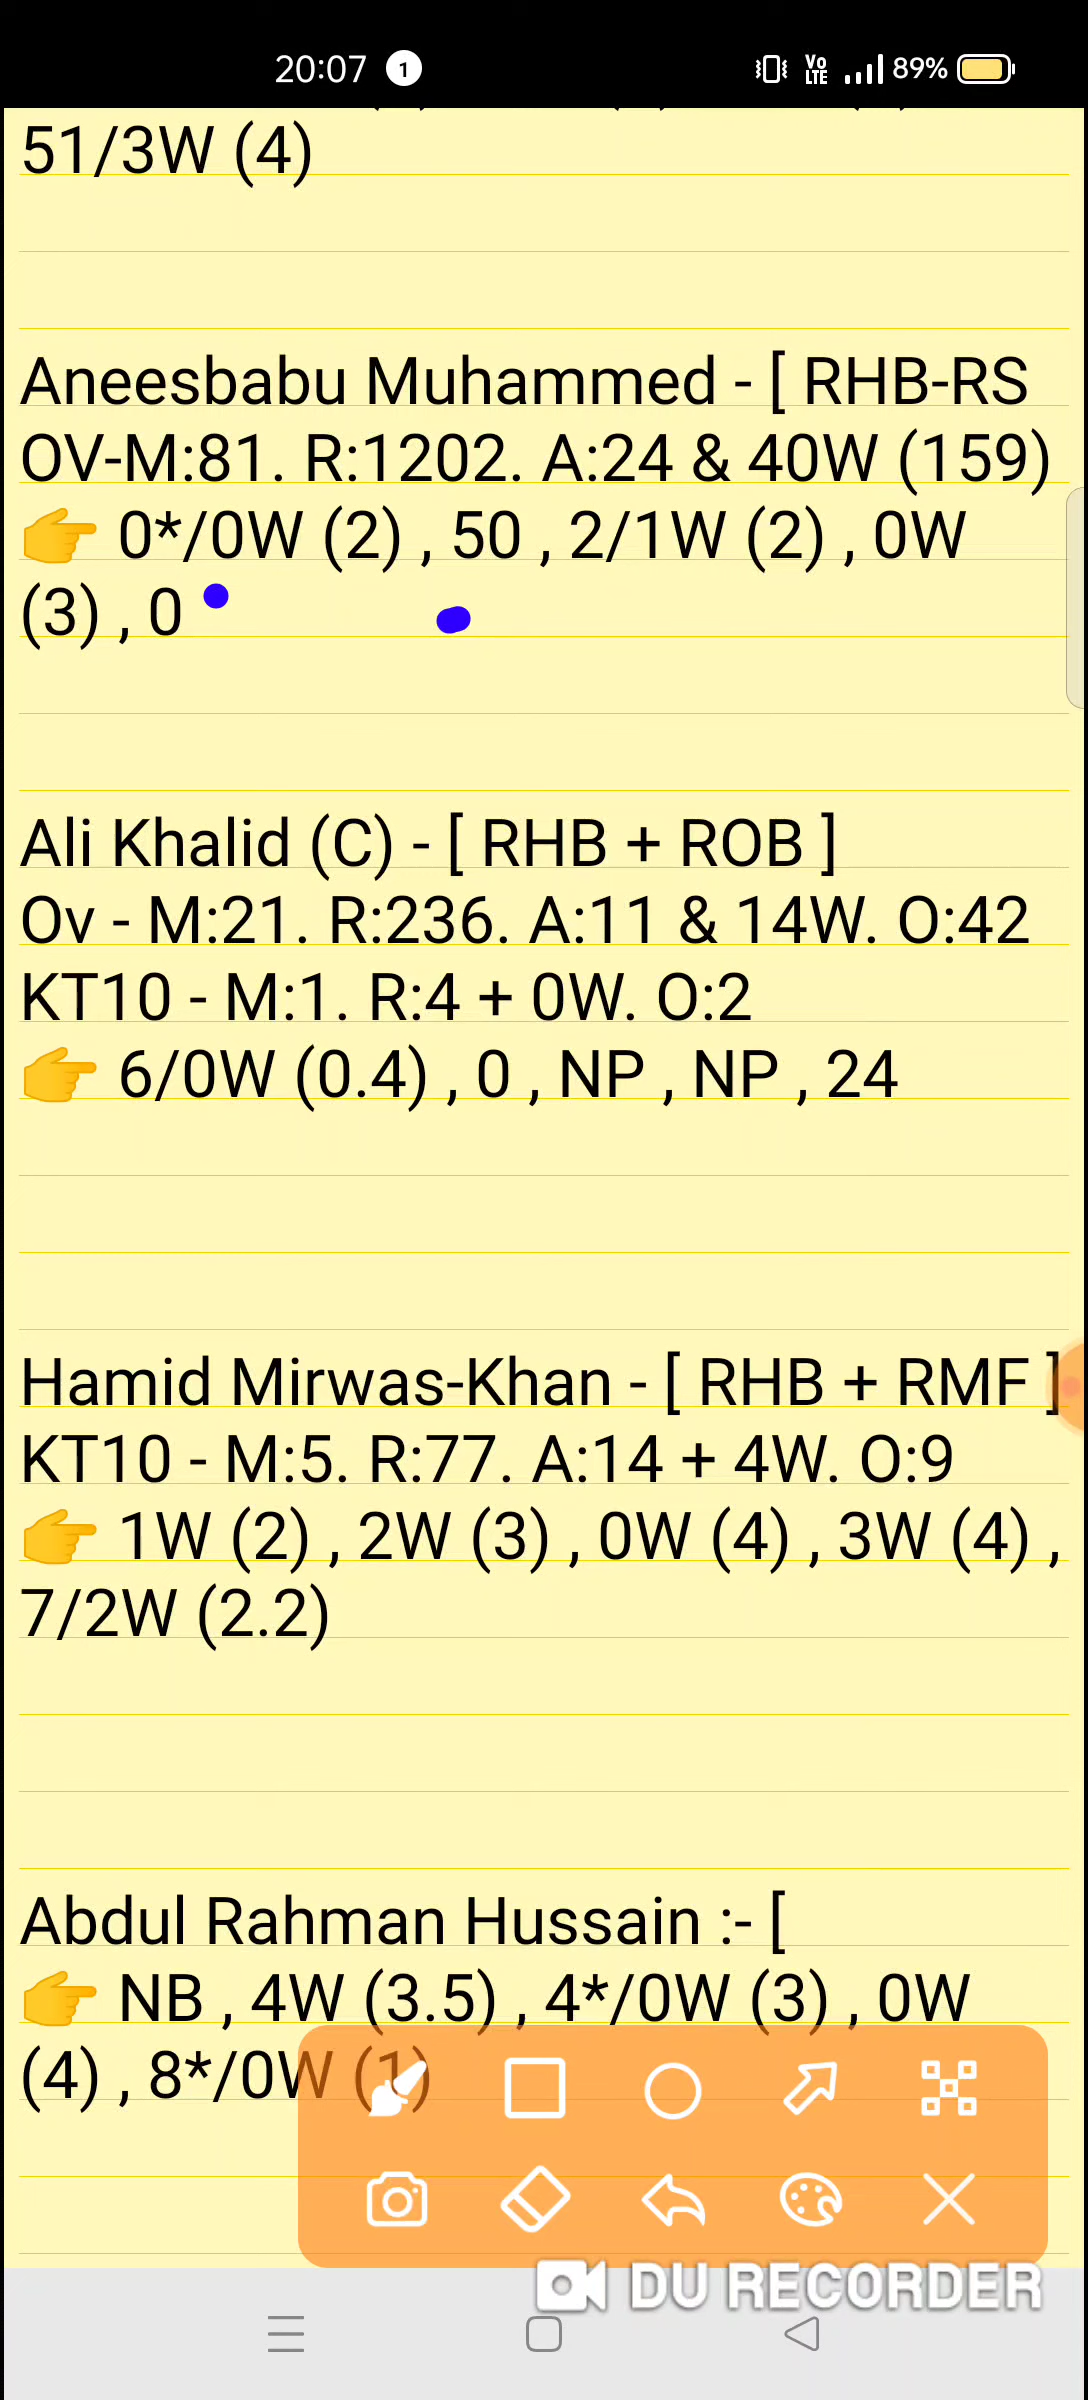 20:07 1 Vo LTE 89%
51/3W (4)
Aneesbabu Muhammed - [ RHB-RS
OV-M:81. R:1202. A:24 & 40W (159)
👉 0*/0W (2) , 50 , 2/1W (2) , 0W
(3) , 0
Ali Khalid (C) - [ RHB + ROB ]
Ov - M:21. R:236. A:11 & 14W. O:42
KT10 - M:1. R:4 + 0W. O:2
👉 6/0W (0.4) , 0 , NP , NP , 24
Hamid Mirwas-Khan - [ RHB + RMF ]
KT10 - M:5. R:77. A:14 + 4W. O:9
👉 1W (2) , 2W (3) , 0W (4) , 3W (4) ,
7/2W (2.2)
Abdul Rahman Hussain :- [
👉 NB , 4W (3.5) , 4*/0W (3) , 0W
(4) , 8*/0W (1)
DU RECORDER